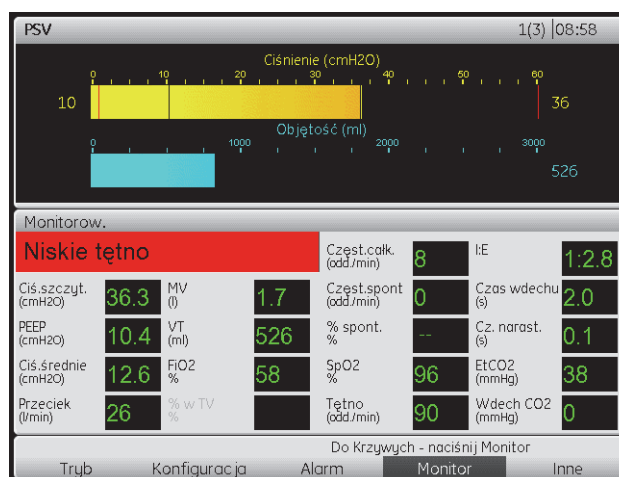 PSV 1(3) |08:58
Ciśnienie (cmH2O)
0 10 20 30 40 50 60
10 36
Objętość (ml)
0 1000 2000 3000
526
Monitorow.
Niskie tętno
Częst.całk. (odd./min) 8 I:E 1:2.8
Ciś.szczyt. (cmH2O) 36.3 MV (l) 1.7 Częst.spont (odd./min) 0 Czas wdechu (s) 2.0
PEEP (cmH2O) 10.4 VT (ml) 526 % spont. % -- Cz. narast. (s) 0.1
Ciś.średnie (cmH2O) 12.6 FiO2 % 58 SpO2 % 96 EtCO2 (mmHg) 38
Przeciek (l/min) 26 % w TV % Tętno (odd./min) 90 Wdech CO2 (mmHg) 0
Do Krzywych - naciśnij Monitor
Tryb Konfiguracja Alarm Monitor Inne